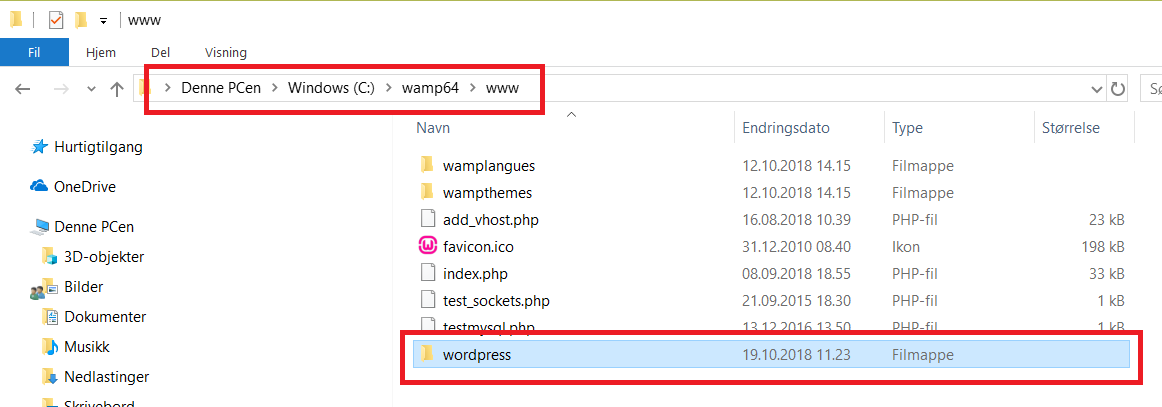 www
Fil Hjem Del Visning
Denne PCen Windows (C:) wamp64 www Sø
Navn Endringsdato Type Størrelse
Hurtigtilgang
OneDrive
Denne PCen
3D-objekter
Bilder
Dokumenter
Musikk
Nedlastinger
Skrivebord
wamplangues 12.10.2018 14.15 Filmappe
wampthemes 12.10.2018 14.15 Filmappe
add_vhost.php 16.08.2018 10.39 PHP-fil 23 kB
favicon.ico 31.12.2010 08.40 Ikon 198 kB
index.php 08.09.2018 18.55 PHP-fil 33 kB
test_sockets.php 21.09.2015 18.30 PHP-fil 1 kB
testmysql.php 13.12.2016 13.50 PHP-fil 1 kB
wordpress 19.10.2018 11.23 Filmappe